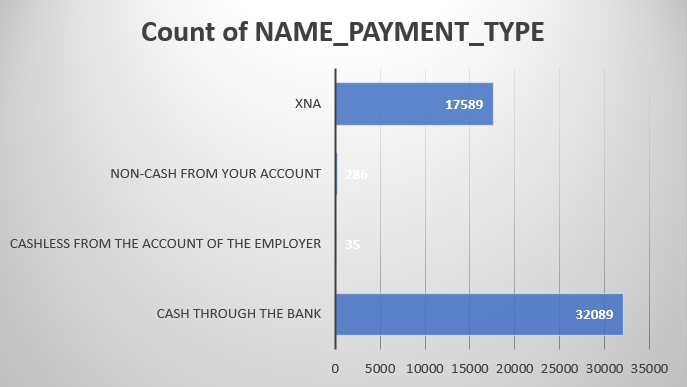 Count of NAME_PAYMENT_TYPE
XNA
17589
NON-CASH FROM YOUR ACCOUNT
286
CASHLESS FROM THE ACCOUNT OF THE EMPLOYER
35
CASH THROUGH THE BANK
32089
0 5000 10000 15000 20000 25000 30000 35000